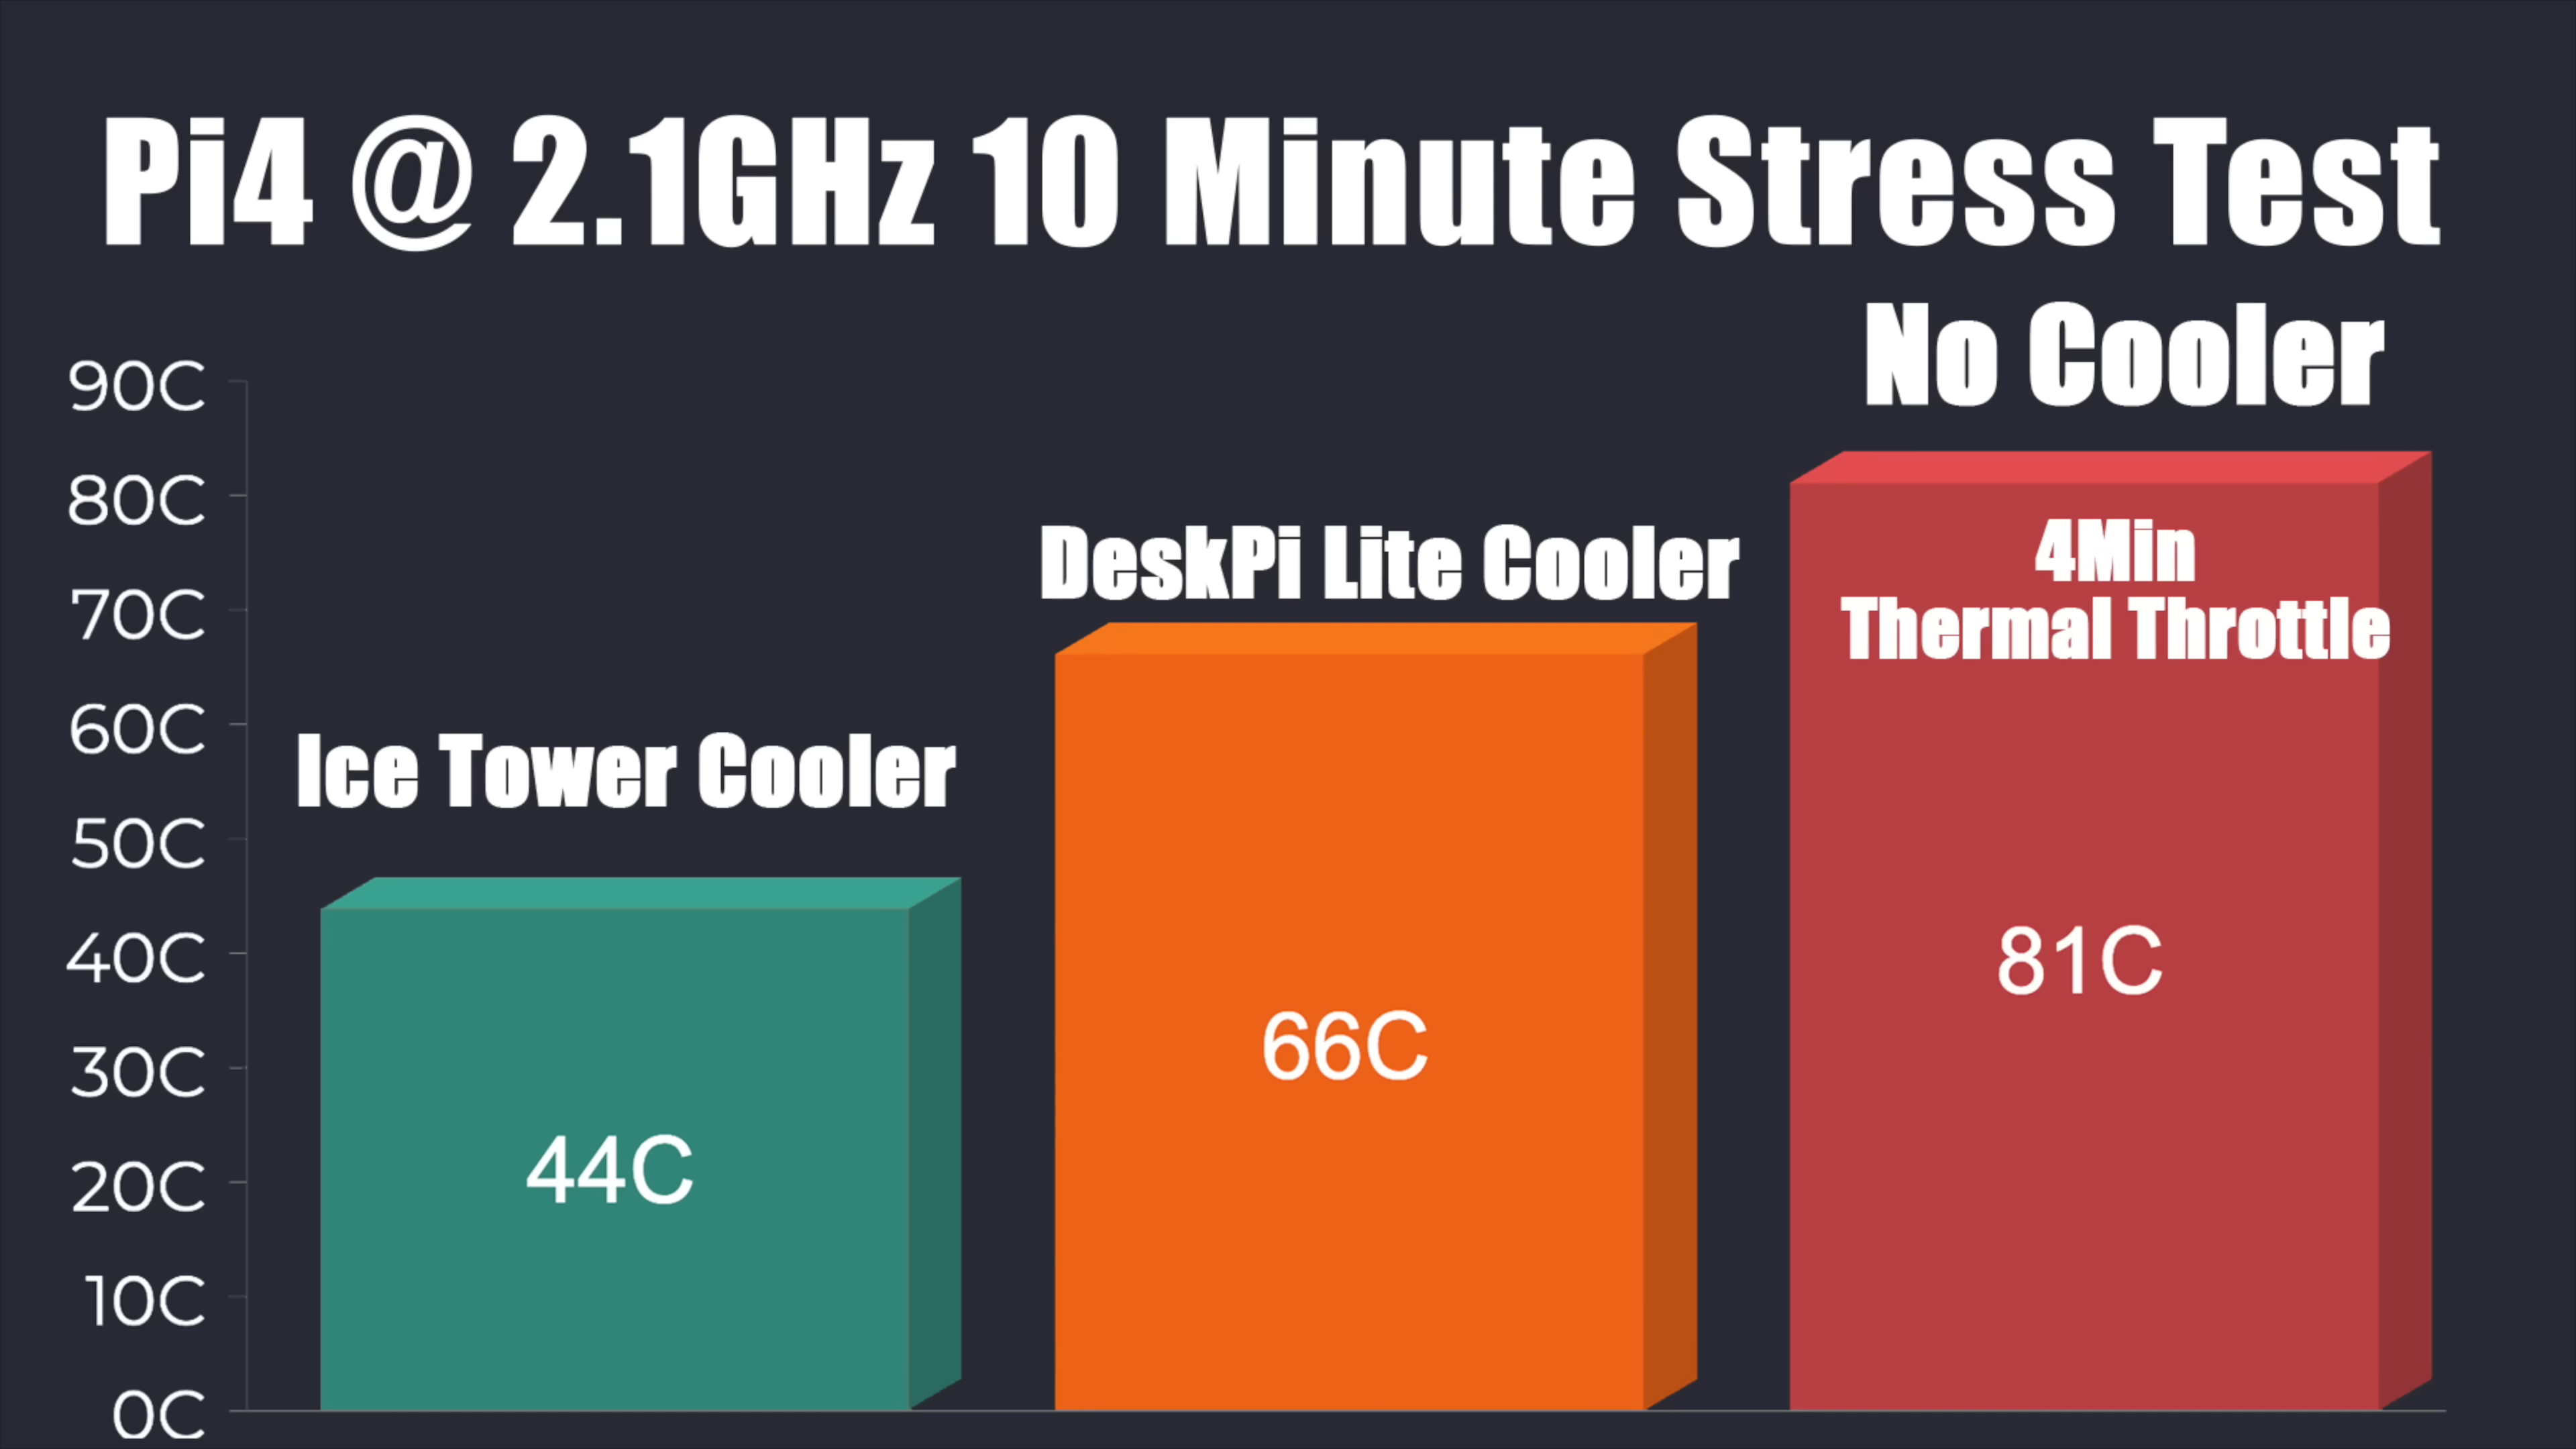 Pi4 @ 2.1GHz 10 Minute Stress Test
No Cooler
90C
80C
70C
60C
50C
40C
30C
20C
10C
0C
Ice Tower Cooler
44C
DeskPi Lite Cooler
66C
4Min
Thermal Throttle
81C